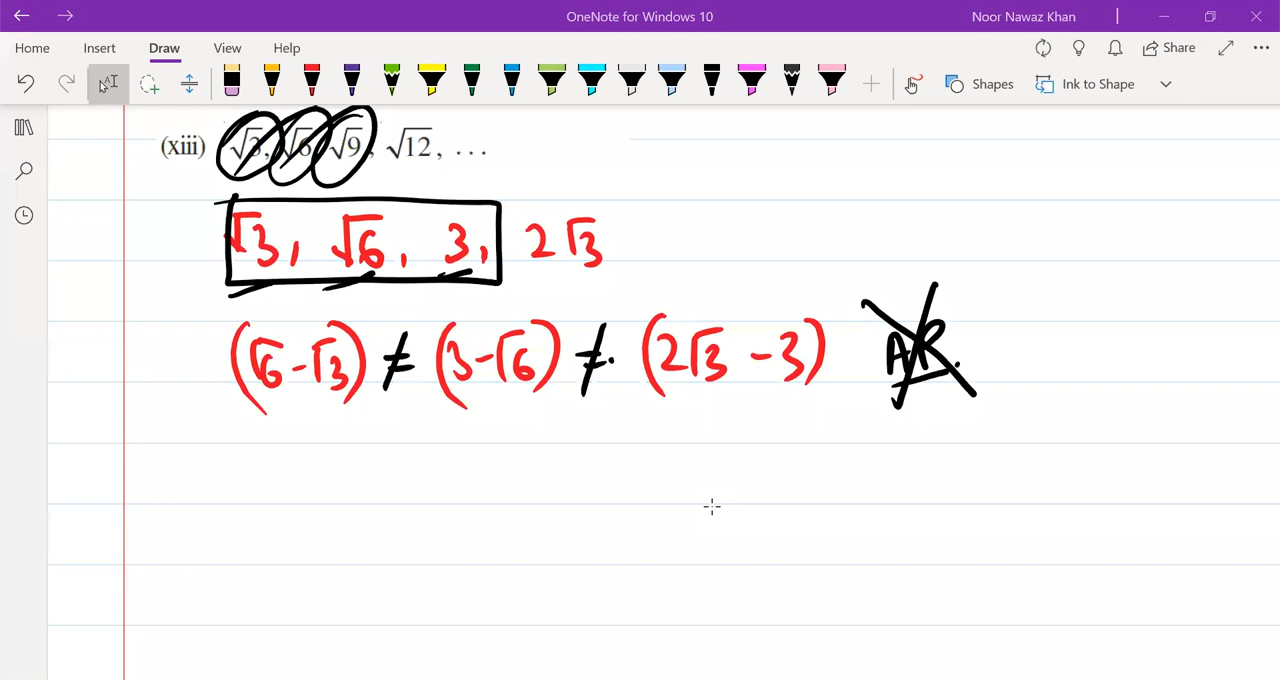 OneNote for Windows 10
Noor Nawaz Khan
Home Insert Draw View Help Share
Shapes Ink to Shape
(xiii) √3, √6, √9, √12, ...
√3, √6, 3, 2√3
(√6-√3) ≠ (3-√6) ≠. (2√3-3) AP.